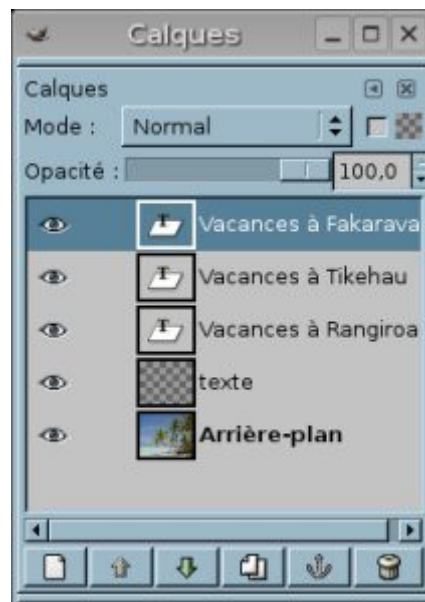 Calques
Calques
Mode : Normal
Opacité : 100,0
Vacances à Fakarava
Vacances à Tikehau
Vacances à Rangiroa
texte
Arrière-plan